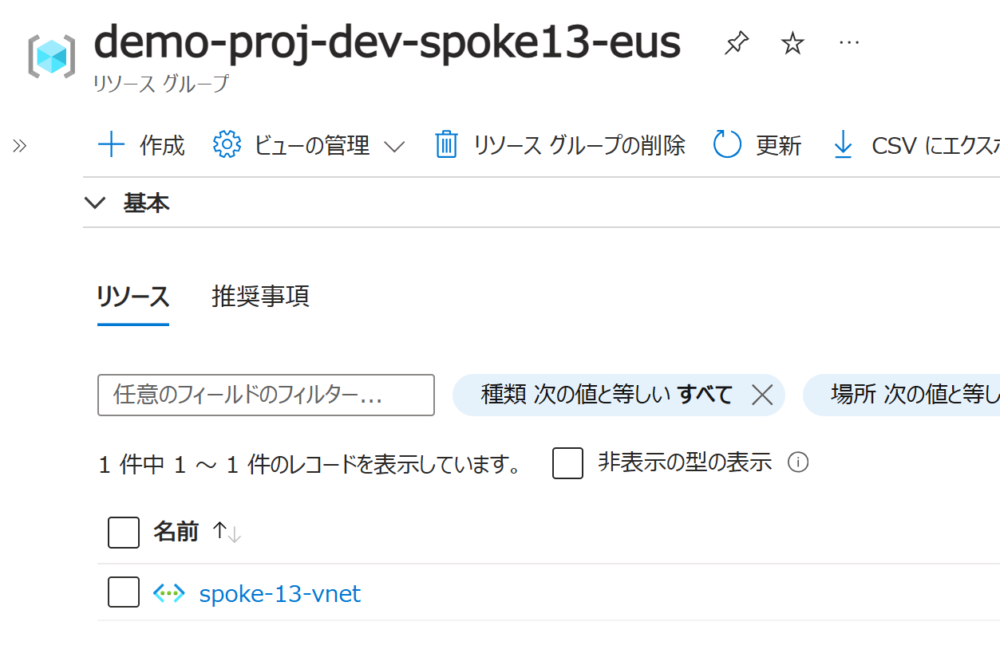 demo-proj-dev-spoke13-eus
リソース グループ
作成 ビューの管理 リソース グループの削除 更新 CSV にエクスポ
基本
リソース 推奨事項
任意のフィールドのフィルター... 種類 次の値と等しい すべて 場所 次の値と等し
1 件中 1 ～ 1 件のレコードを表示しています。 非表示の型の表示
名前
spoke-13-vnet